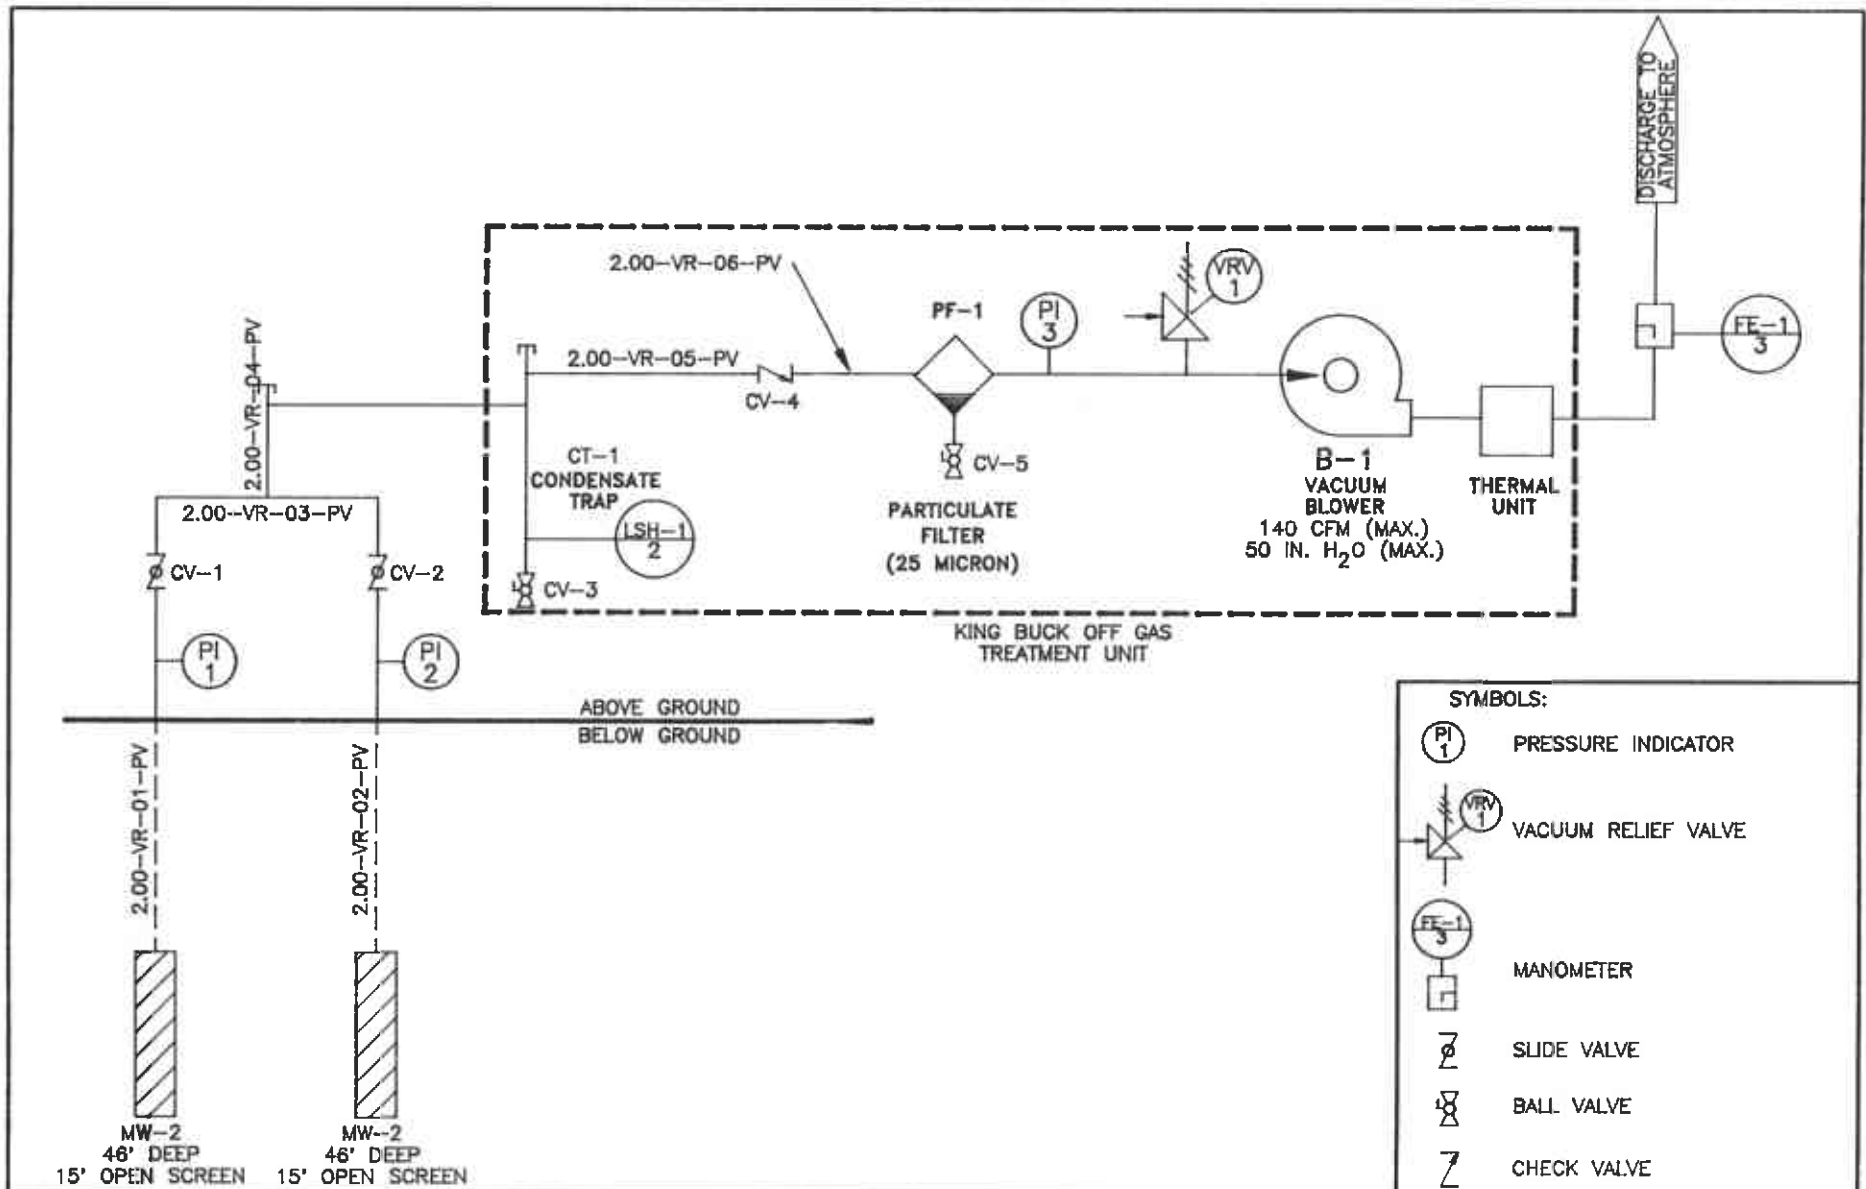 DISCHARGE TO
ATMOSPHERE
2.00-VR-06-PV
VRV
1
PF-1
PI
3
FE-1
3
2.00-VR-04-PV
2.00-VR-05-PV
CV-4
CT-1
CONDENSATE
TRAP
CV-5
B-1
VACUUM
BLOWER
140 CFM (MAX.)
50 IN. H2O (MAX.)
THERMAL
UNIT
2.00--VR-03-PV
LSH-1
2
PARTICULATE
FILTER
(25 MICRON)
CV-1
CV-2
CV-3
KING BUCK OFF GAS
TREATMENT UNIT
PI
1
PI
2
ABOVE GROUND
BELOW GROUND
2.00-VR-01-PV
2.00-VR-02-PV
MW-2
46' DEEP
15' OPEN SCREEN
MW--2
46' DEEP
15' OPEN SCREEN
SYMBOLS:
PI
1
PRESSURE INDICATOR
VRV
1
VACUUM RELIEF VALVE
FE-1
3
MANOMETER
SLIDE VALVE
BALL VALVE
CHECK VALVE